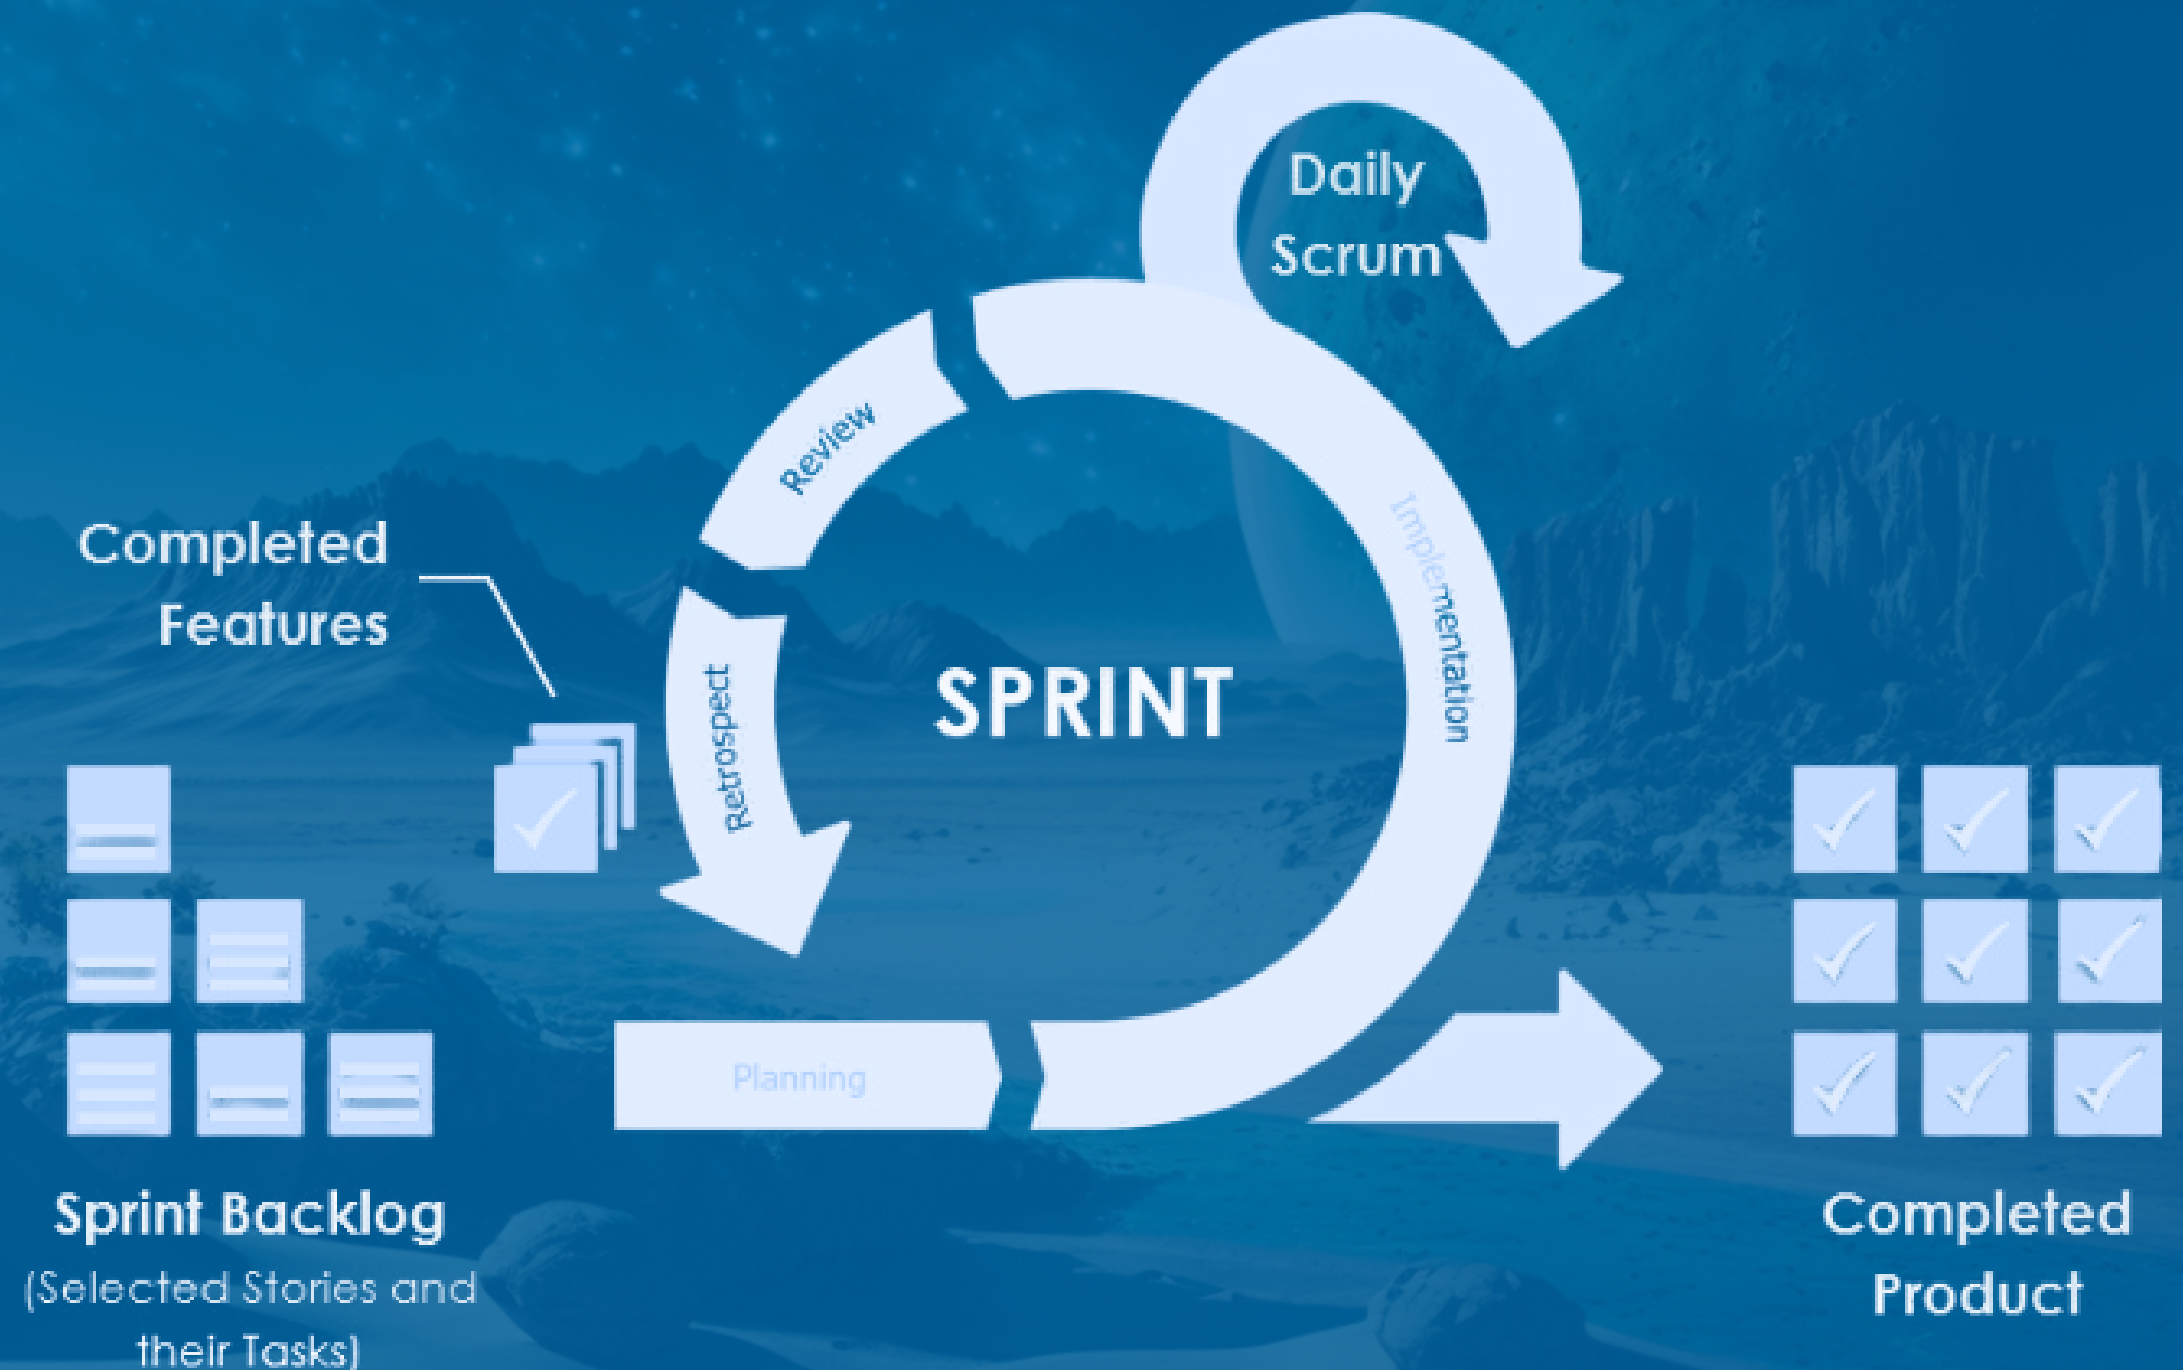 Daily
Scrum
Review
Implementation
Completed
Features
Retrospect
SPRINT
Planning
Sprint Backlog
(Selected Stories and
their Tasks)
Completed
Product